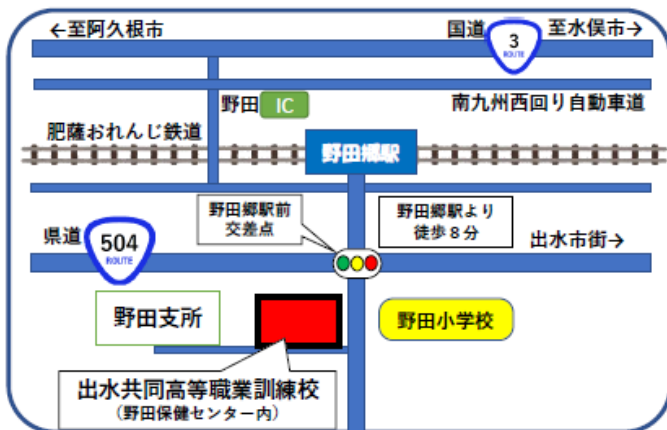 ←至阿久根市
国道
3
ROUTE
至水俣市→
野田 IC
南九州西回り自動車道
肥薩おれんじ鉄道
野田郷駅
野田郷駅前
交差点
野田郷駅より
徒歩8分
県道
504
ROUTE
出水市街→
野田支所
野田小学校
出水共同高等職業訓練校
（野田保健センター内）